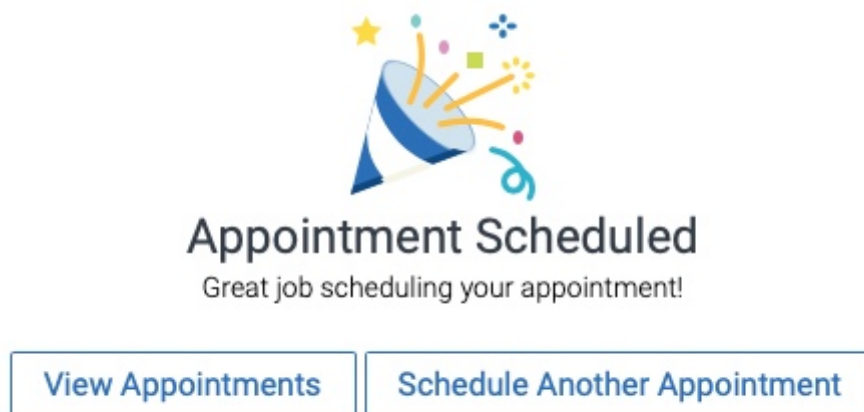 Appointment Scheduled
Great job scheduling your appointment!
View Appointments
Schedule Another Appointment